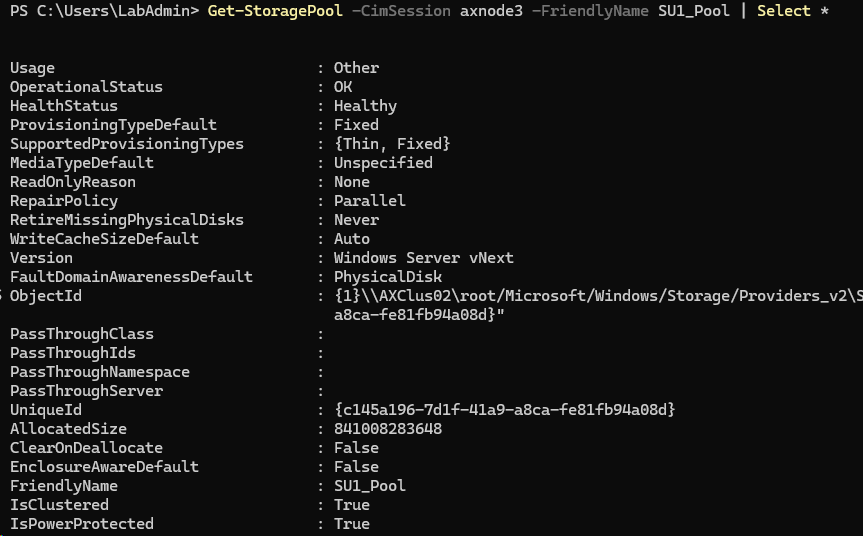 PS C:\Users\LabAdmin> Get-StoragePool -CimSession axnode3 -FriendlyName SU1_Pool | Select *
Usage : Other
OperationalStatus : OK
HealthStatus : Healthy
ProvisioningTypeDefault : Fixed
SupportedProvisioningTypes : {Thin, Fixed}
MediaTypeDefault : Unspecified
ReadOnlyReason : None
RepairPolicy : Parallel
RetireMissingPhysicalDisks : Never
WriteCacheSizeDefault : Auto
Version : Windows Server vNext
FaultDomainAwarenessDefault : PhysicalDisk
ObjectId : {1}\\AXClus02\root/Microsoft/Windows/Storage/Providers_v2\S
a8ca-fe81fb94a08d}"
PassThroughClass :
PassThroughIds :
PassThroughNamespace :
PassThroughServer :
UniqueId : {c145a196-7d1f-41a9-a8ca-fe81fb94a08d}
AllocatedSize : 841008283648
ClearOnDeallocate : False
EnclosureAwareDefault : False
FriendlyName : SU1_Pool
IsClustered : True
IsPowerProtected : True